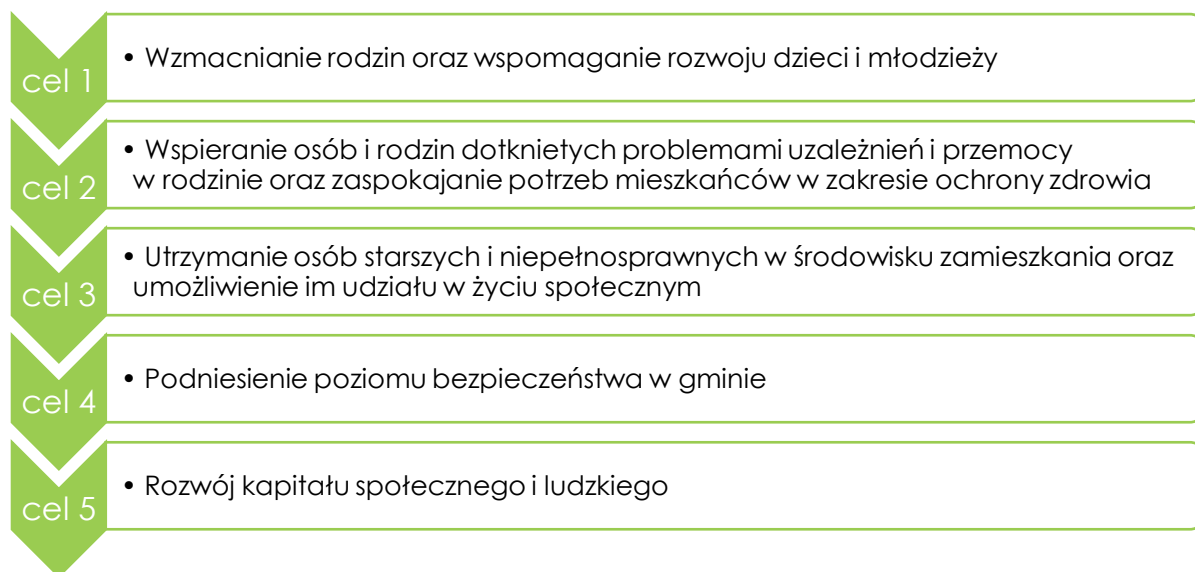 cel 1
• Wzmacnianie rodzin oraz wspomaganie rozwoju dzieci i młodzieży
cel 2
• Wspieranie osób i rodzin dotknietych problemami uzależnień i przemocy
w rodzinie oraz zaspokajanie potrzeb mieszkańców w zakresie ochrony zdrowia
cel 3
• Utrzymanie osób starszych i niepełnosprawnych w środowisku zamieszkania oraz
umożliwienie im udziału w życiu społecznym
cel 4
• Podniesienie poziomu bezpieczeństwa w gminie
cel 5
• Rozwój kapitału społecznego i ludzkiego